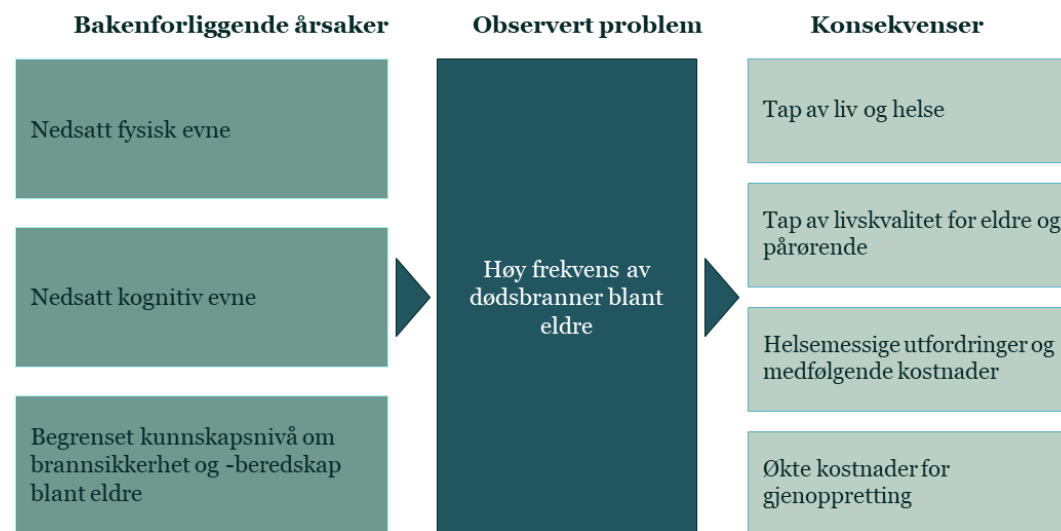 Bakenforliggende årsaker
Nedsatt fysisk evne
Nedsatt kognitiv evne
Begrenset kunnskapsnivå om
brannsikkerhet og -beredskap
blant eldre
Observert problem
Høy frekvens av
dødsbranner blant
eldre
Konsekvenser
Tap av liv og helse
Tap av livskvalitet for eldre og
pårørende
Helsemessige utfordringer og
medfølgende kostnader
Økte kostnader for
gjenoppretting